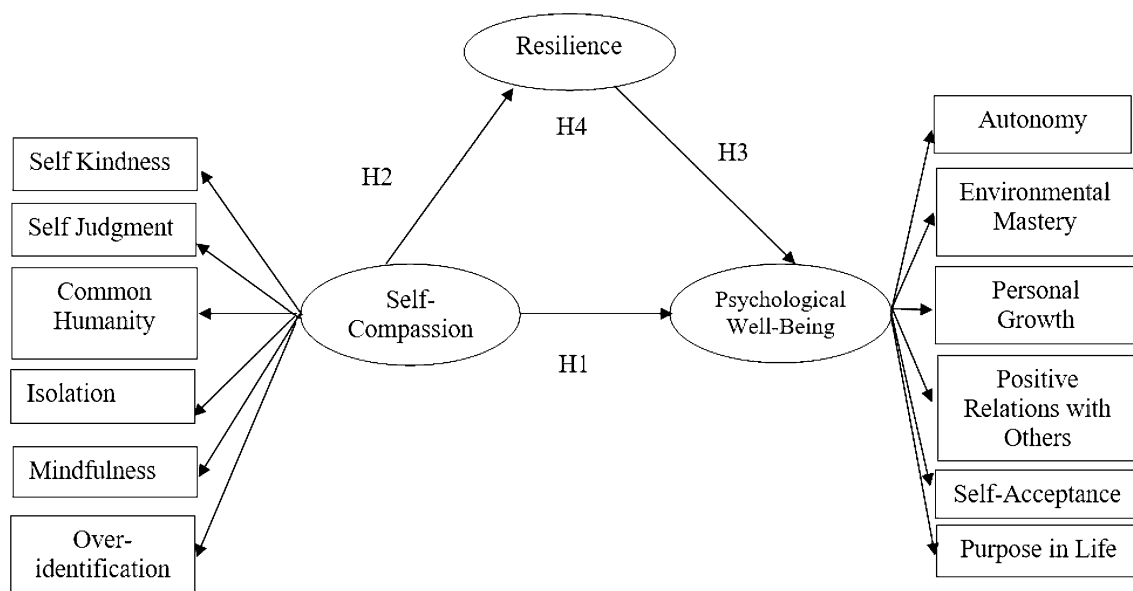 Resilience
H4
H2
H3
Self Kindness
Self Judgment
Common
Humanity
Isolation
Mindfulness
Over-
identification
Self-
Compassion
H1
Psychological
Well-Being
Autonomy
Environmental
Mastery
Personal
Growth
Positive
Relations with
Others
Self-Acceptance
Purpose in Life